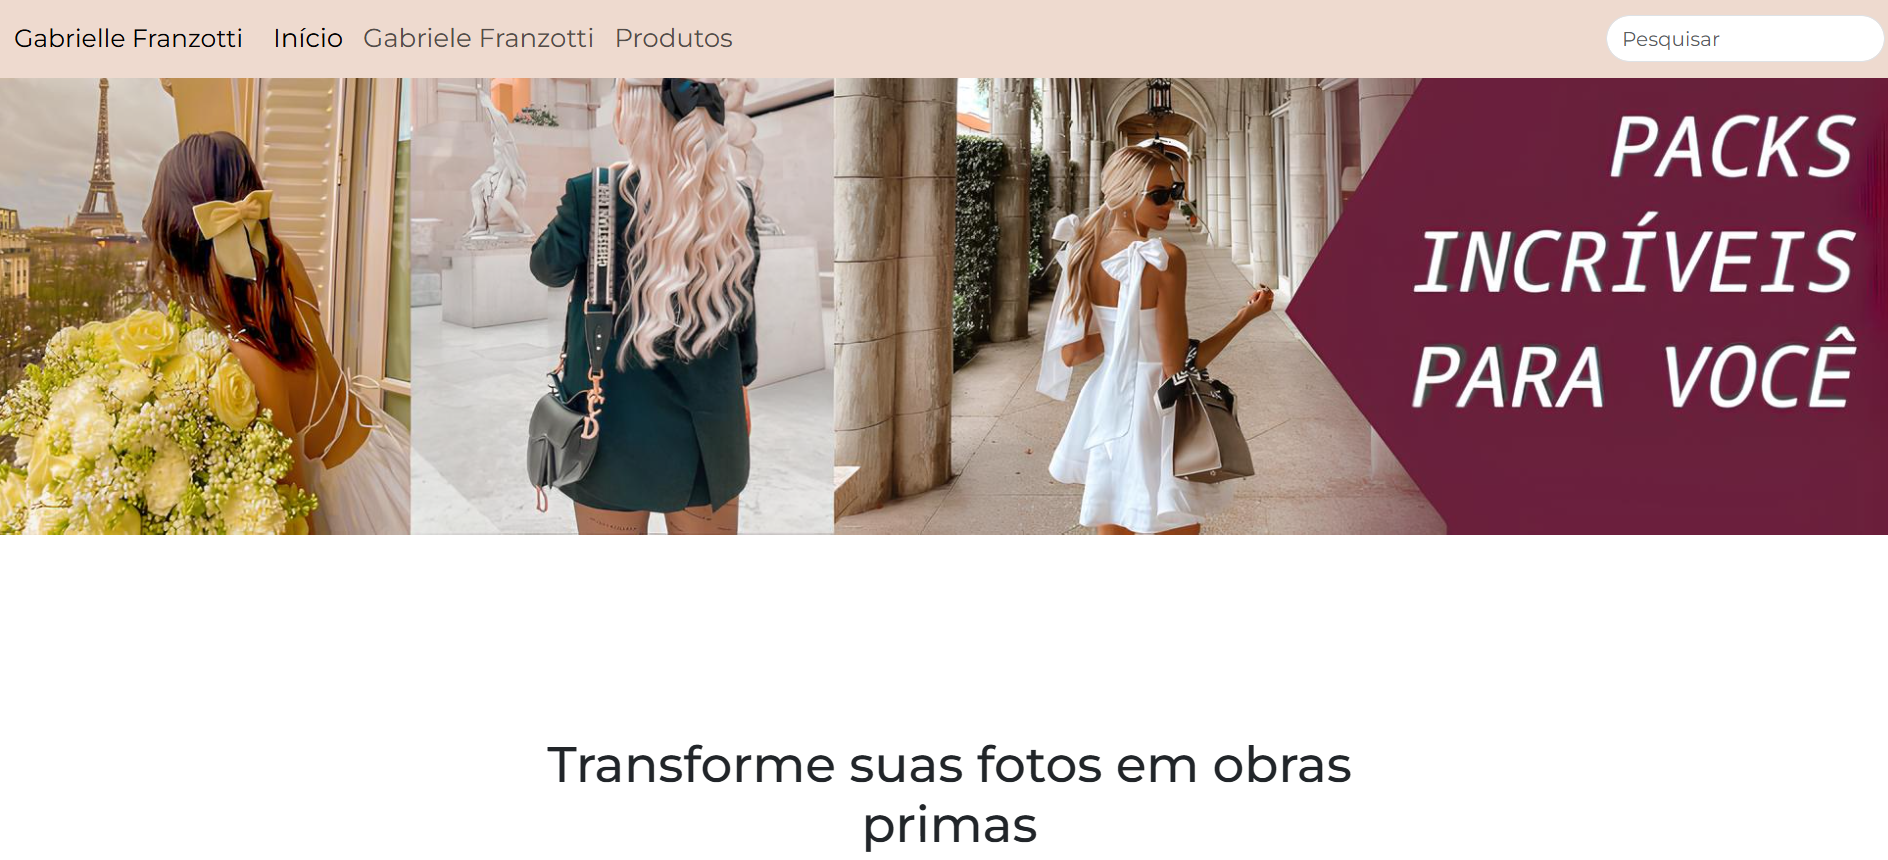 Gabrielle Franzotti Início Gabriele Franzotti Produtos Pesquisar
PACKS
INCRÍVEIS
PARA VOCÊ
Transforme suas fotos em obras
primas